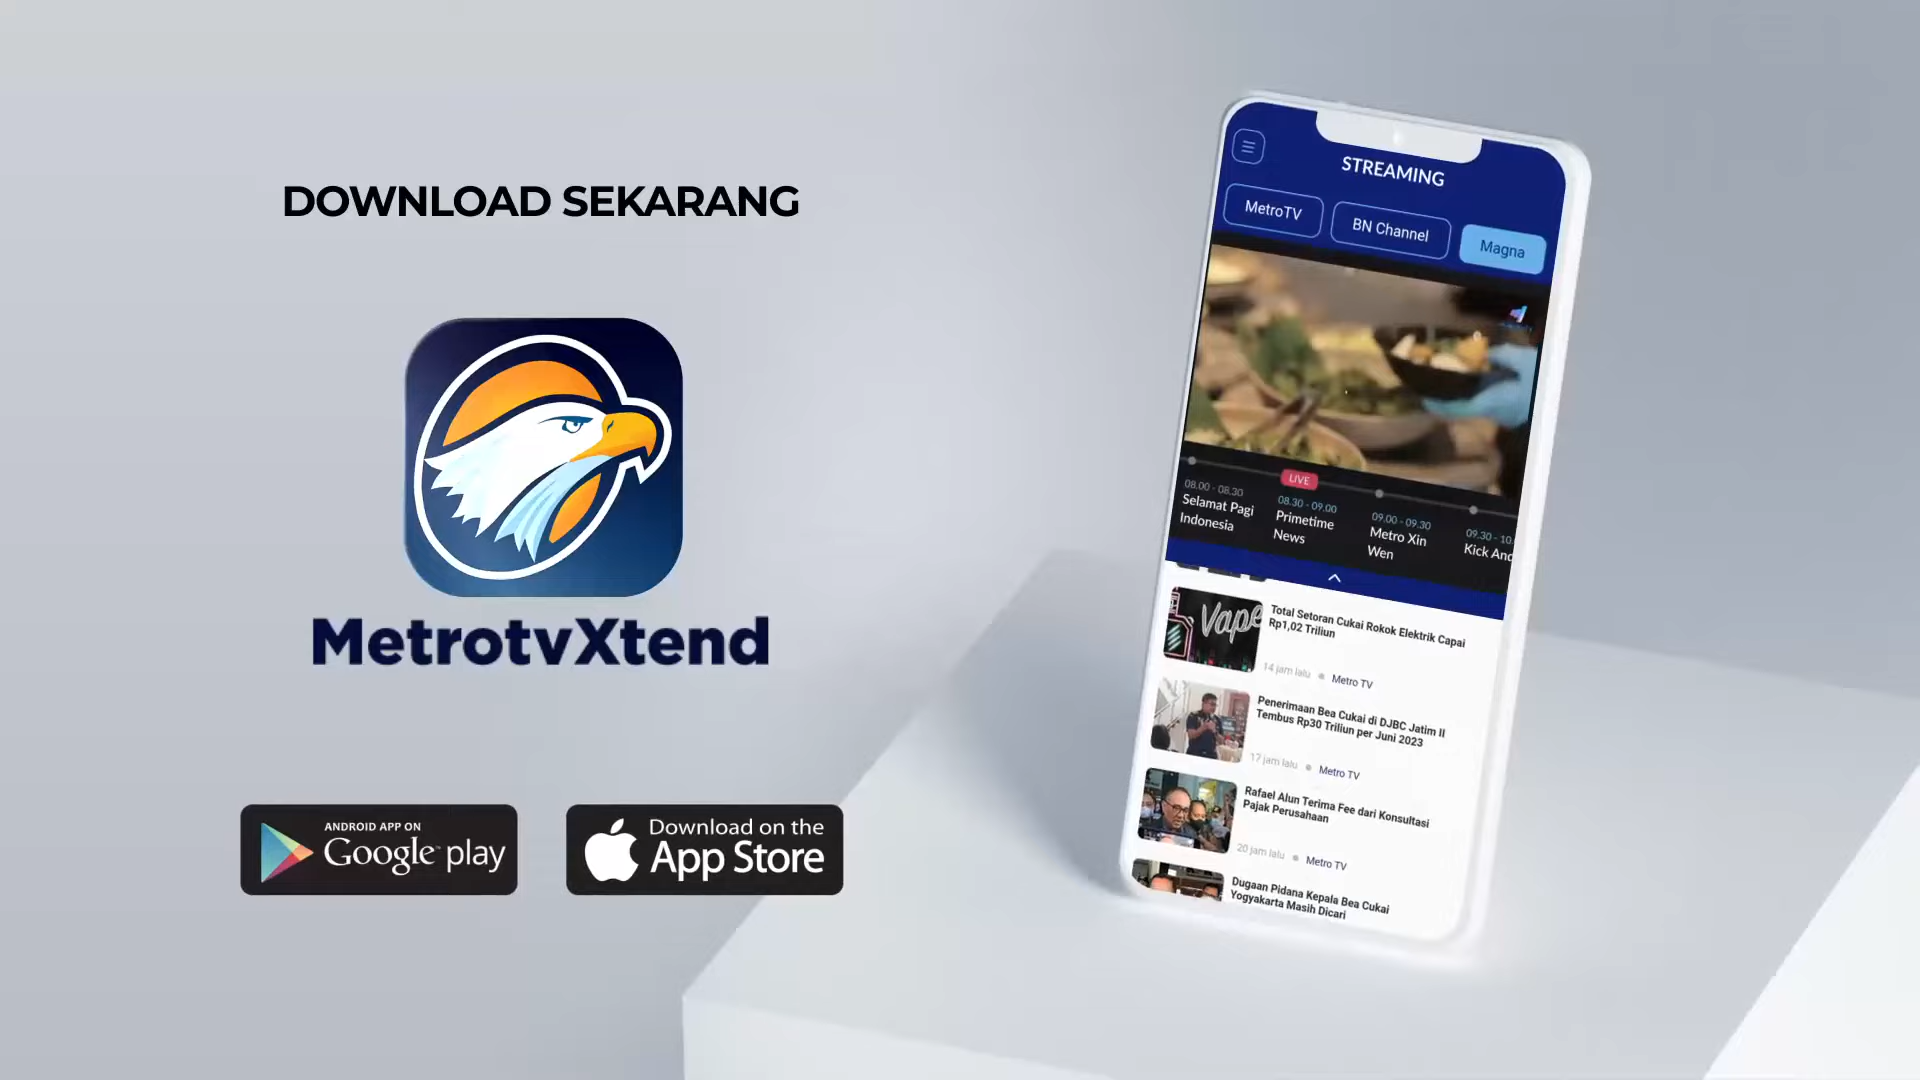 DOWNLOAD SEKARANG
MetrotvXtend
ANDROID APP ON
Google play
Download on the
App Store
STREAMING
MetroTV
BN Channel
Magna
LIVE
08.00 - 08.30
Selamat Pagi
Indonesia
08.30 - 09.00
Primetime
News
09.00 - 09.30
Metro Xin
Wen
09.30 - 10.
Kick And
Vape
Total Setoran Cukai Rokok Elektrik Capai
Rp1,02 Triliun
14 jam lalu ● Metro TV
Penerimaan Bea Cukai di DJBC Jatim II
Tembus Rp30 Triliun per Juni 2023
17 jam lalu ● Metro TV
Rafael Alun Terima Fee dari Konsultasi
Pajak Perusahaan
20 jam lalu ● Metro TV
Dugaan Pidana Kepala Bea Cukai
Yogyakarta Masih Dicari